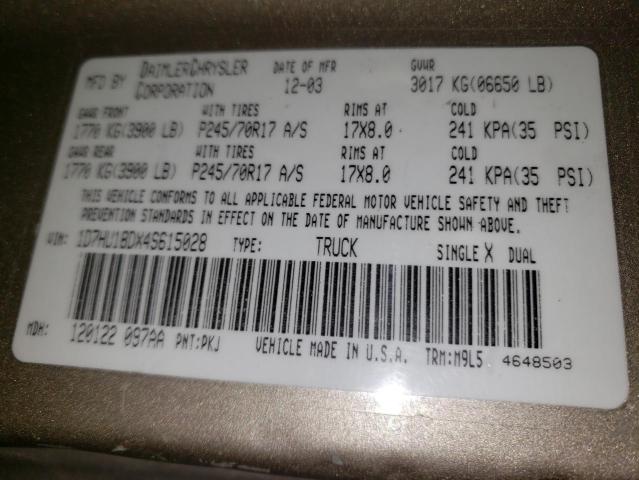 MFD BY DAIMLERCHRYSLER CORPORATION DATE OF MFR 12-03 GVWR 3017 KG(06650 LB)
GAWR FRONT WITH TIRES RIMS AT COLD
1770 KG(3900 LB) P245/70R17 A/S 17X8.0 241 KPA(35 PSI)
GAWR REAR WITH TIRES RIMS AT COLD
1770 KG(3900 LB) P245/70R17 A/S 17X8.0 241 KPA(35 PSI)
THIS VEHICLE CONFORMS TO ALL APPLICABLE FEDERAL MOTOR VEHICLE SAFETY AND THEFT
PREVENTION STANDARDS IN EFFECT ON THE DATE OF MANUFACTURE SHOWN ABOVE.
VIN: 1D7HU18DX4S615028 TYPE: TRUCK SINGLE X DUAL
MDH: 120122 097AA PNT:PKJ VEHICLE MADE IN U.S.A. TRM:M9L5 4648503